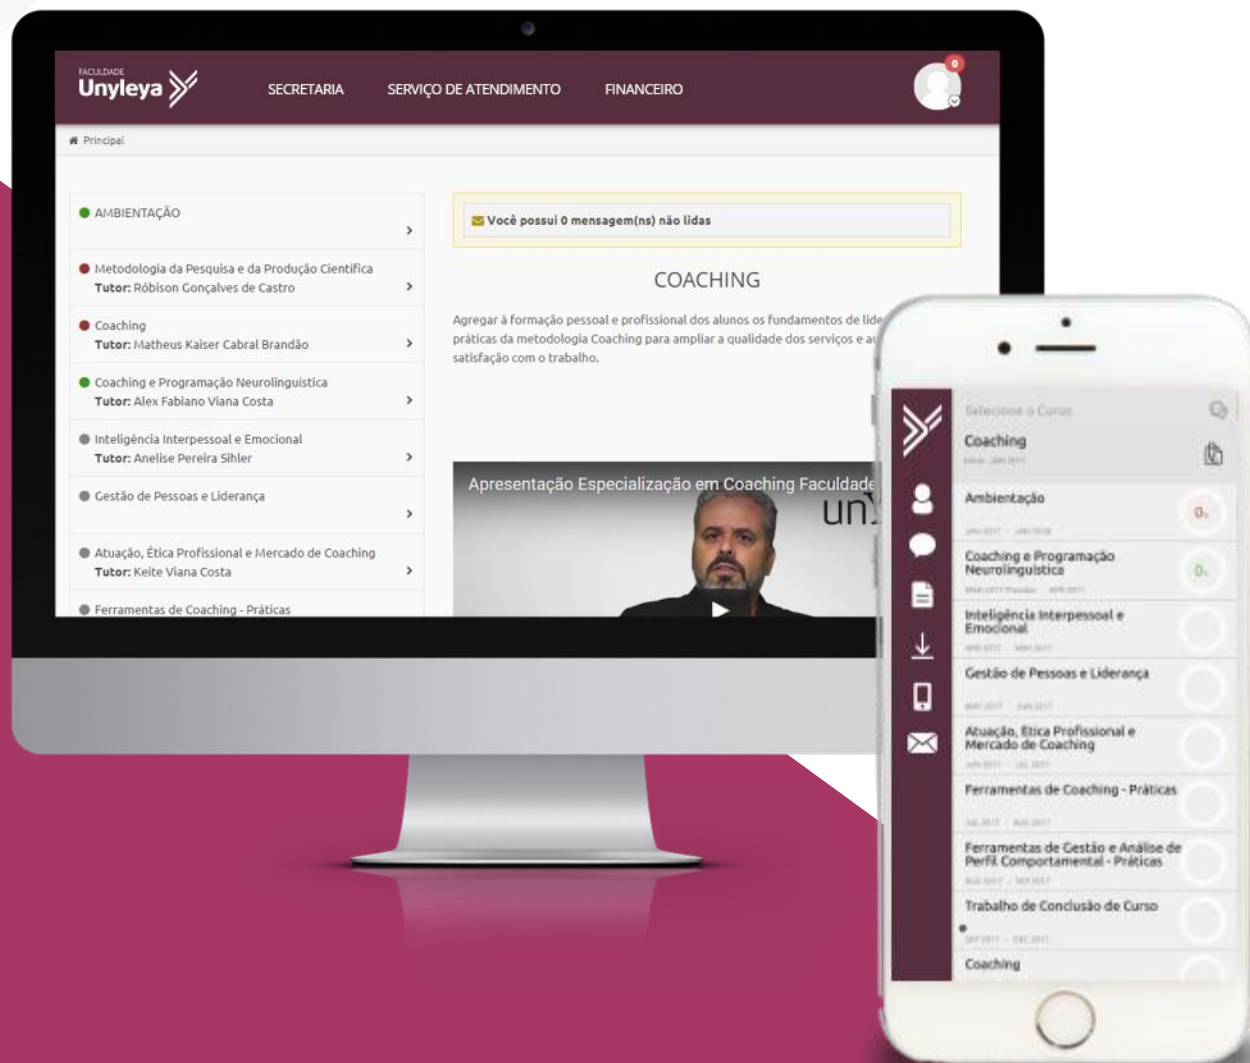 FACULDADE
Unyleya
SECRETARIA
SERVIÇO DE ATENDIMENTO
FINANCEIRO
0
Principal
AMBIENTAÇÃO
Metodologia da Pesquisa e da Produção Científica
Tutor: Róbison Gonçalves de Castro
Coaching
Tutor: Matheus Kaiser Cabral Brandão
Coaching e Programação Neurolinguística
Tutor: Alex Fabiano Viana Costa
Inteligência Interpessoal e Emocional
Tutor: Anelise Pereira Sihler
Gestão de Pessoas e Liderança
Atuação, Ética Profissional e Mercado de Coaching
Tutor: Keite Viana Costa
Ferramentas de Coaching - Práticas
Você possui 0 mensagem(ns) não lidas
COACHING
Agregar à formação pessoal e profissional dos alunos os fundamentos de lide
práticas da metodologia Coaching para ampliar a qualidade dos serviços e au
satisfação com o trabalho.
Apresentação Especialização em Coaching Faculdade
Selecione o Curso
Coaching
Ambientação
0
Coaching e Programação
Neurolinguística
0
Inteligência Interpessoal e
Emocional
Gestão de Pessoas e Liderança
Atuação, Ética Profissional e
Mercado de Coaching
Ferramentas de Coaching - Práticas
Ferramentas de Gestão e Análise de
Perfil Comportamental - Práticas
Trabalho de Conclusão de Curso
Coaching